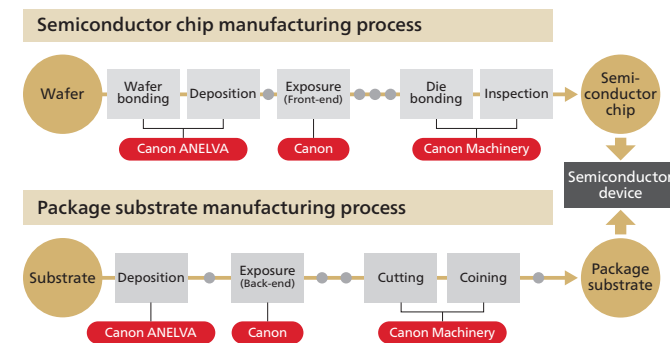 Semiconductor chip manufacturing process
Wafer
Wafer
bonding
Deposition
Exposure
(Front-end)
Die
bonding
Inspection
Semi-
conductor
chip
Canon ANELVA
Canon
Canon Machinery
Semiconductor
device
Package substrate manufacturing process
Substrate
Deposition
Exposure
(Back-end)
Cutting
Coining
Package
substrate
Canon ANELVA
Canon
Canon Machinery